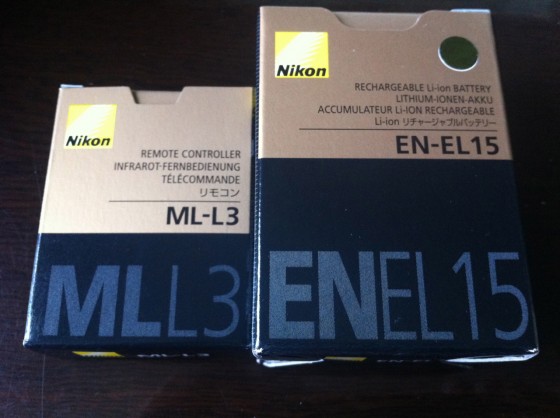 Nikon
REMOTE CONTROLLER
INFRAROT-FERNBEDIENUNG
TÉLÉCOMMANDE
リモコン
ML-L3
MLL3
ML-L3
Nikon
RECHARGEABLE Li-ion BATTERY
LITHIUM-IONEN-AKKU
ACCUMULATEUR Li-ION RECHARGEABLE
Li-ion リチャージャブルバッテリー
EN-EL15
ENEL15